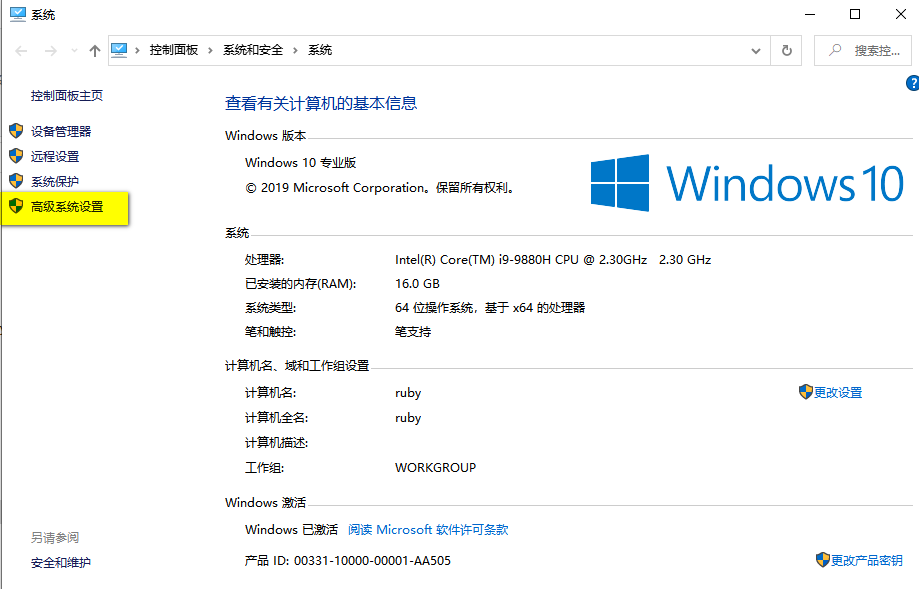 系统
控制面板 › 系统和安全 › 系统
搜索控...
?
控制面板主页
设备管理器
远程设置
系统保护
高级系统设置
查看有关计算机的基本信息
Windows 版本
Windows 10 专业版
© 2019 Microsoft Corporation。保留所有权利。
Windows 10
系统
处理器: Intel(R) Core(TM) i9-9880H CPU @ 2.30GHz 2.30 GHz
已安装的内存(RAM): 16.0 GB
系统类型: 64 位操作系统，基于 x64 的处理器
笔和触控: 笔支持
计算机名、域和工作组设置
计算机名: ruby 更改设置
计算机全名: ruby
计算机描述:
工作组: WORKGROUP
Windows 激活
Windows 已激活 阅读 Microsoft 软件许可条款
产品 ID: 00331-10000-00001-AA505 更改产品密钥
另请参阅
安全和维护